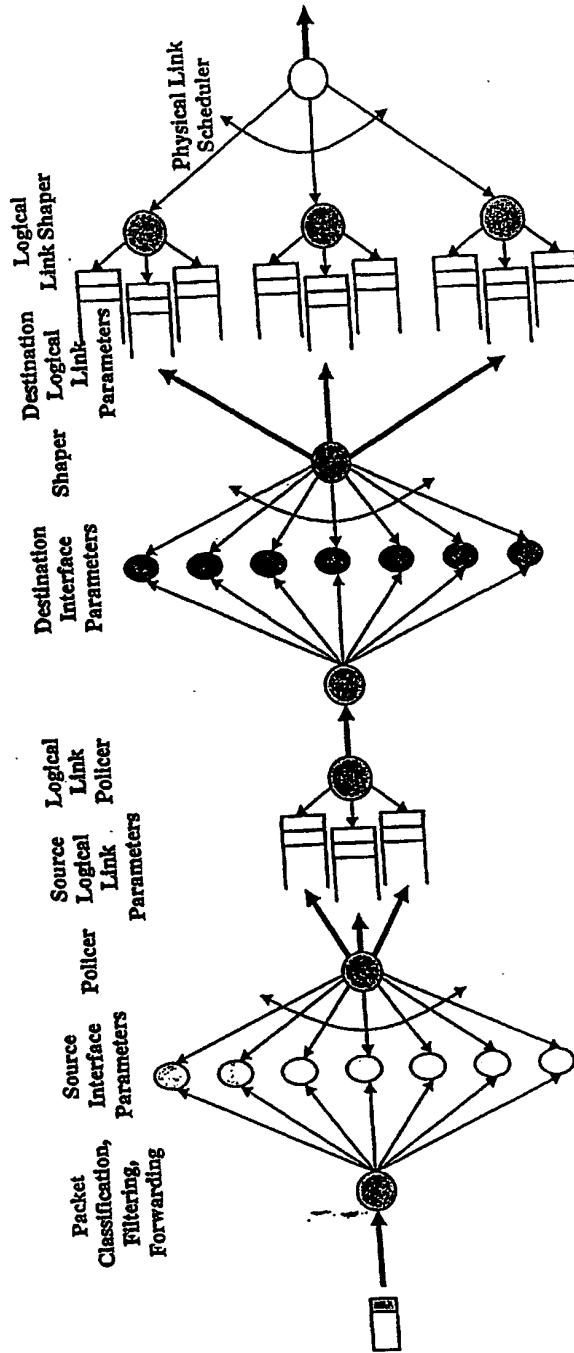 Packet
Classification,
Filtering,
Forwarding
Source
Interface
Parameters
Policer
Source
Logical
Link
Parameters
Logical
Link
Policer
Destination
Interface
Parameters
Shaper
Destination
Logical
Link
Parameters
Logical
Link Shaper
Physical Link
Scheduler